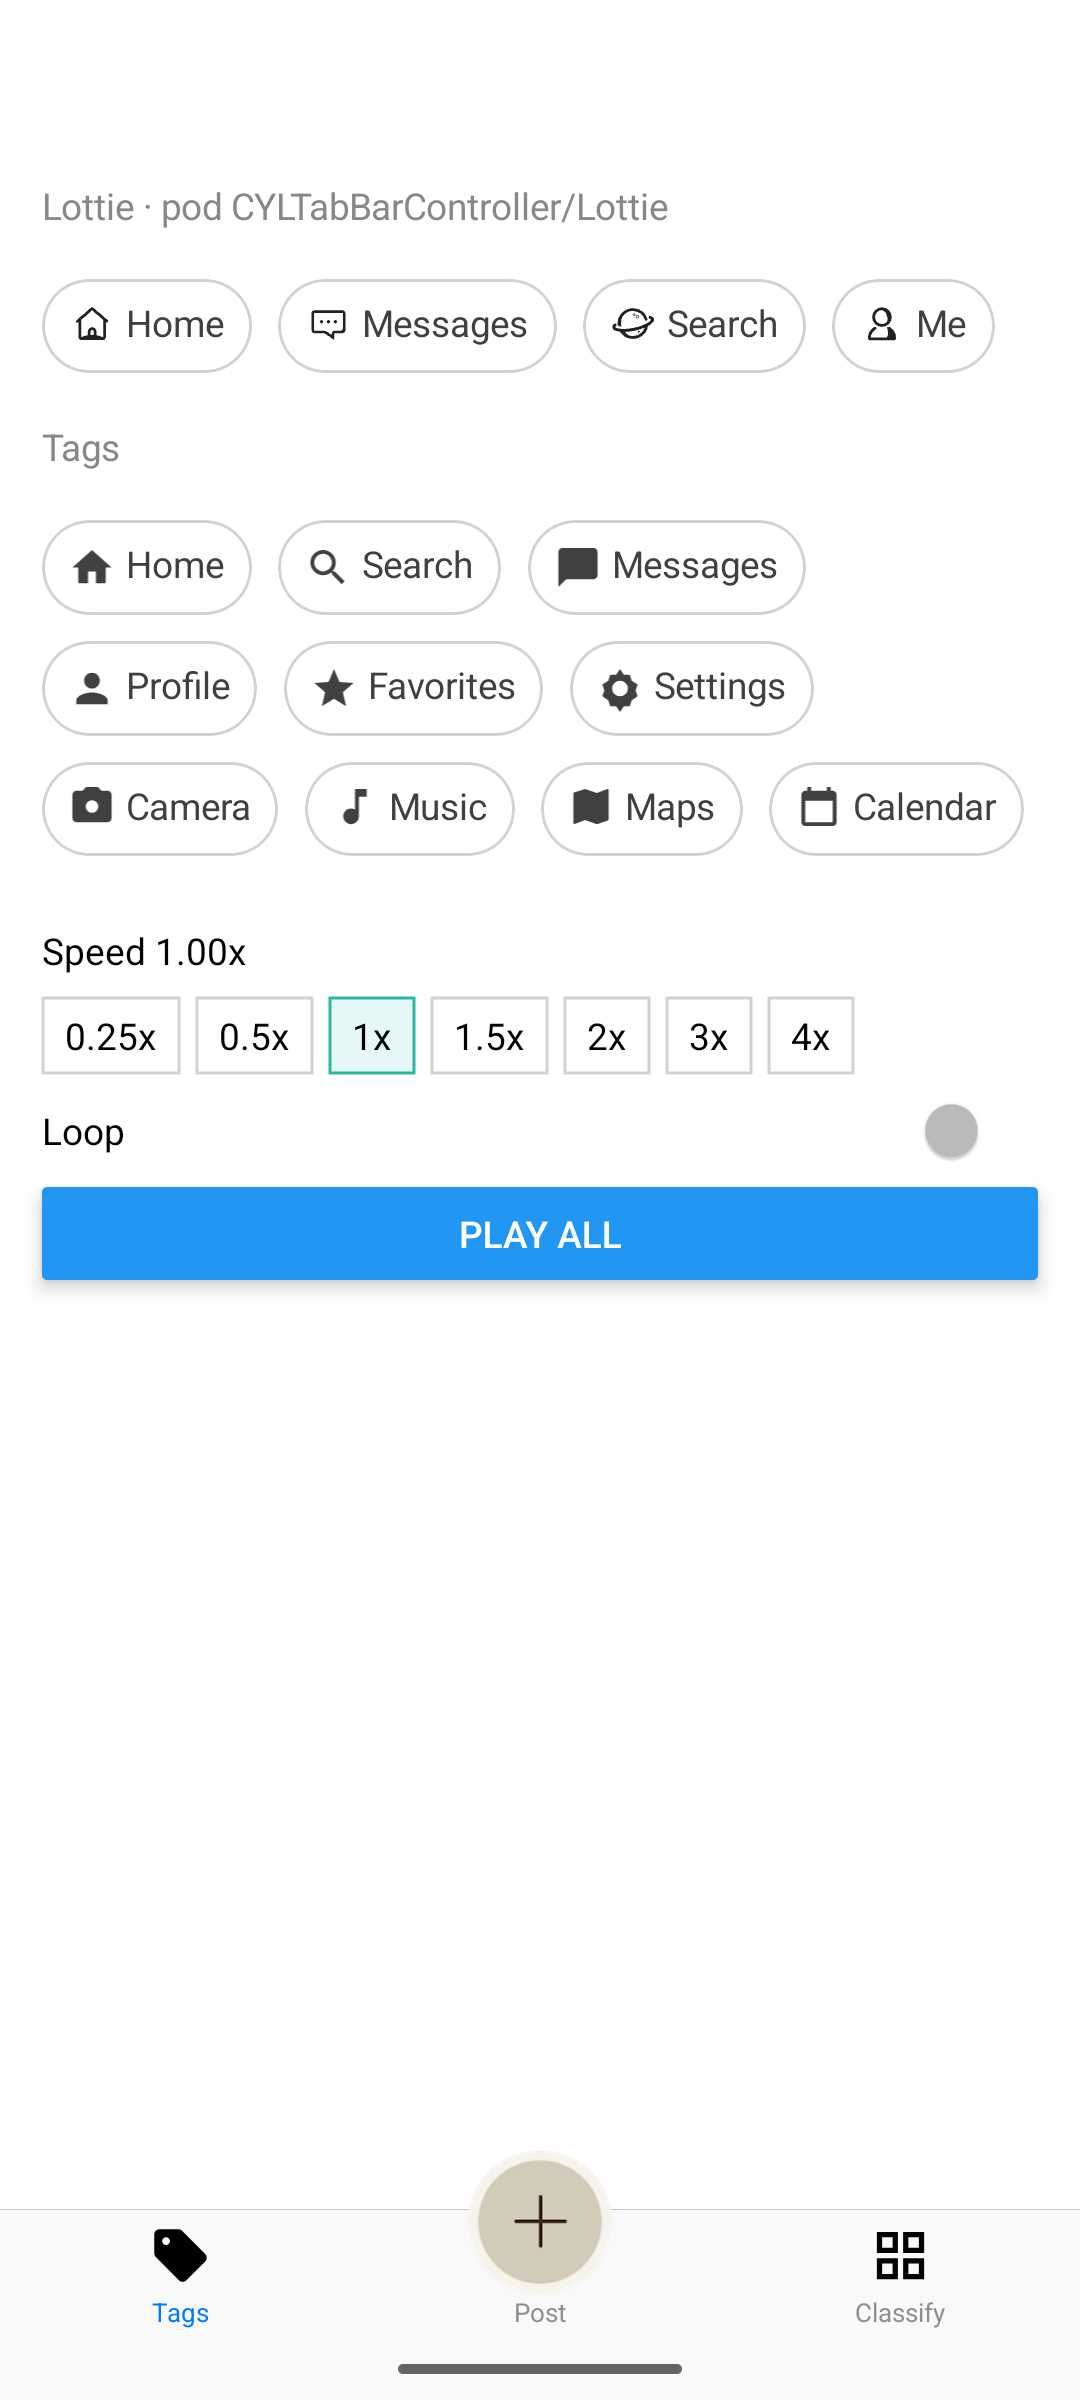 Lottie · pod CYLTabBarController/Lottie
Home Messages Search Me
Tags
Home Search Messages
Profile Favorites Settings
Camera Music Maps Calendar
Speed 1.00x
0.25x 0.5x 1x 1.5x 2x 3x 4x
Loop
PLAY ALL
Tags Post Classify